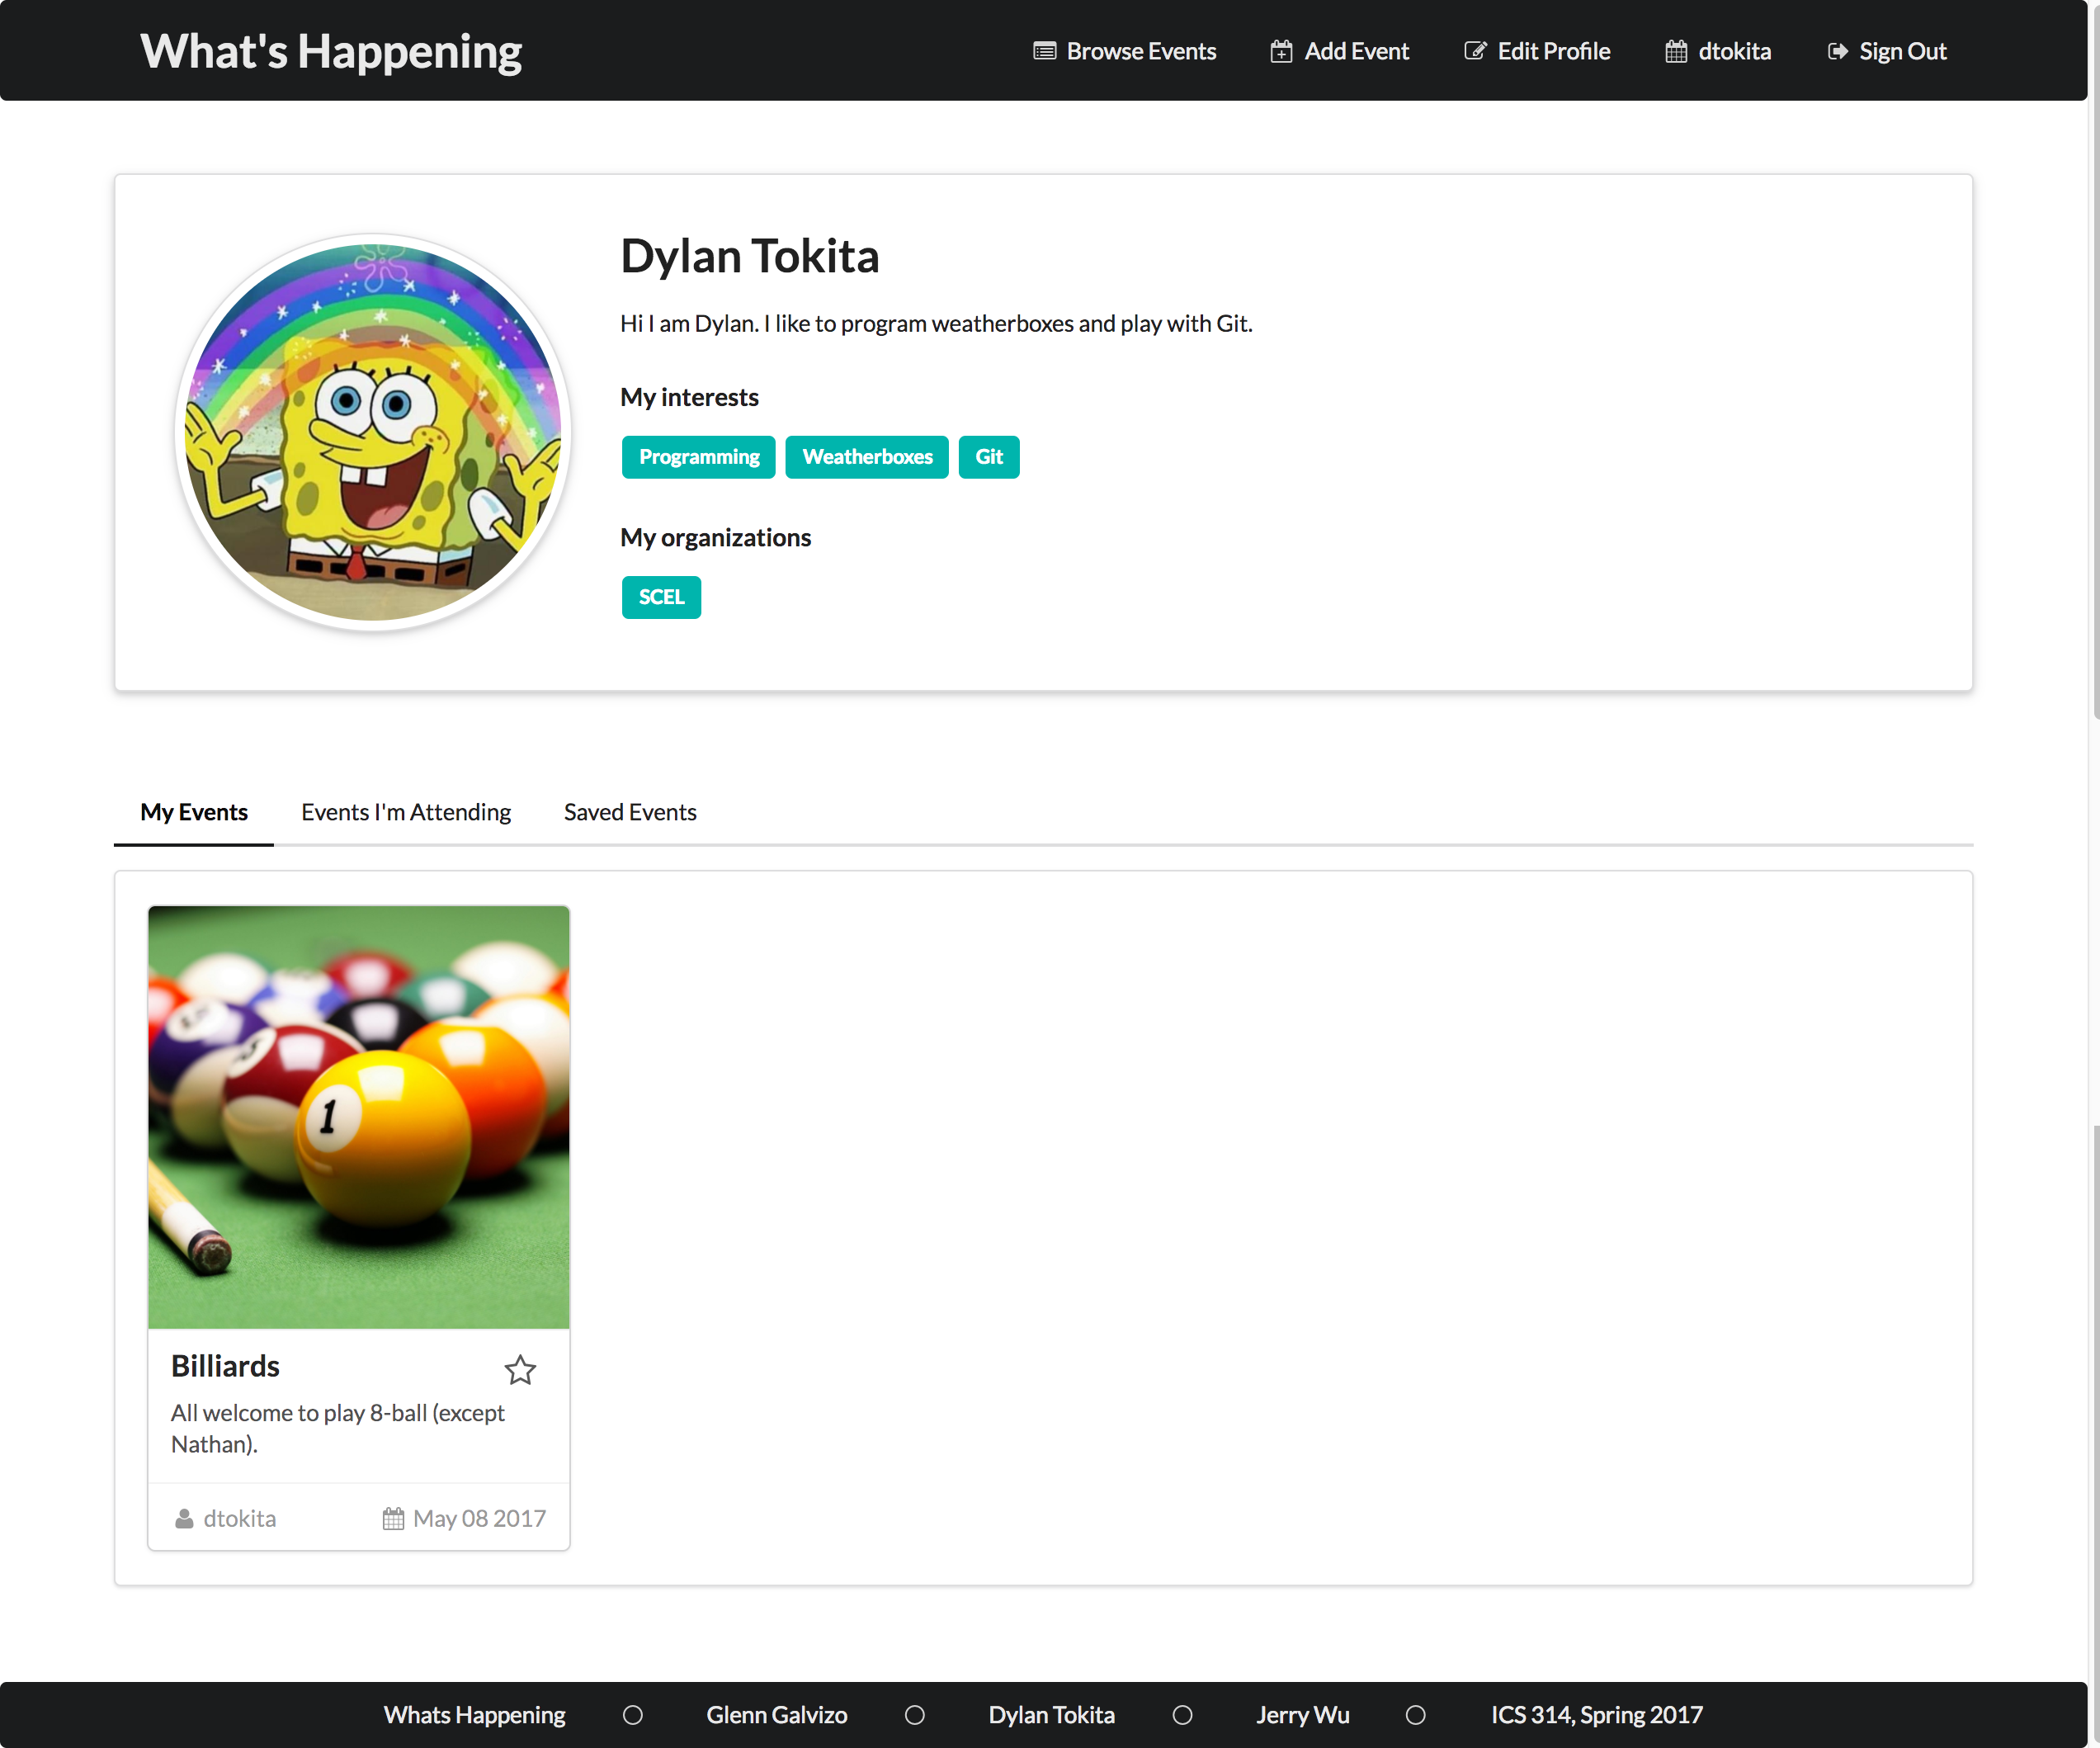 What's Happening
Browse Events
Add Event
Edit Profile
dtokita
Sign Out
Dylan Tokita
Hi I am Dylan. I like to program weatherboxes and play with Git.
My interests
Programming
Weatherboxes
Git
My organizations
SCEL
My Events
Events I'm Attending
Saved Events
1
Billiards
All welcome to play 8-ball (except
Nathan).
dtokita
May 08 2017
Whats Happening
Glenn Galvizo
Dylan Tokita
Jerry Wu
ICS 314, Spring 2017